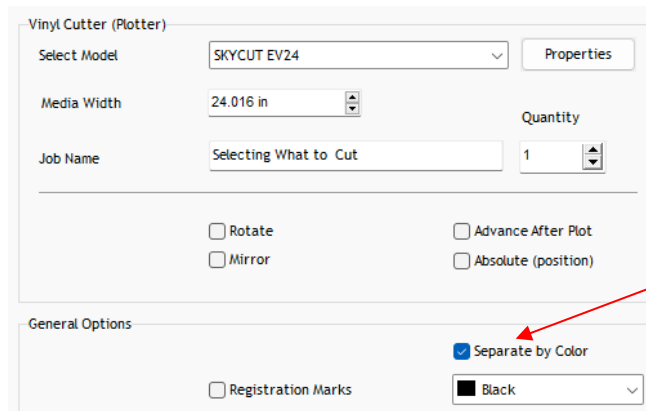 Vinyl Cutter (Plotter)
Select Model SKYCUT EV24 Properties
Media Width 24.016 in
Quantity
Job Name Selecting What to  Cut 1
Rotate Advance After Plot
Mirror Absolute (position)
General Options
Separate by Color
Registration Marks Black